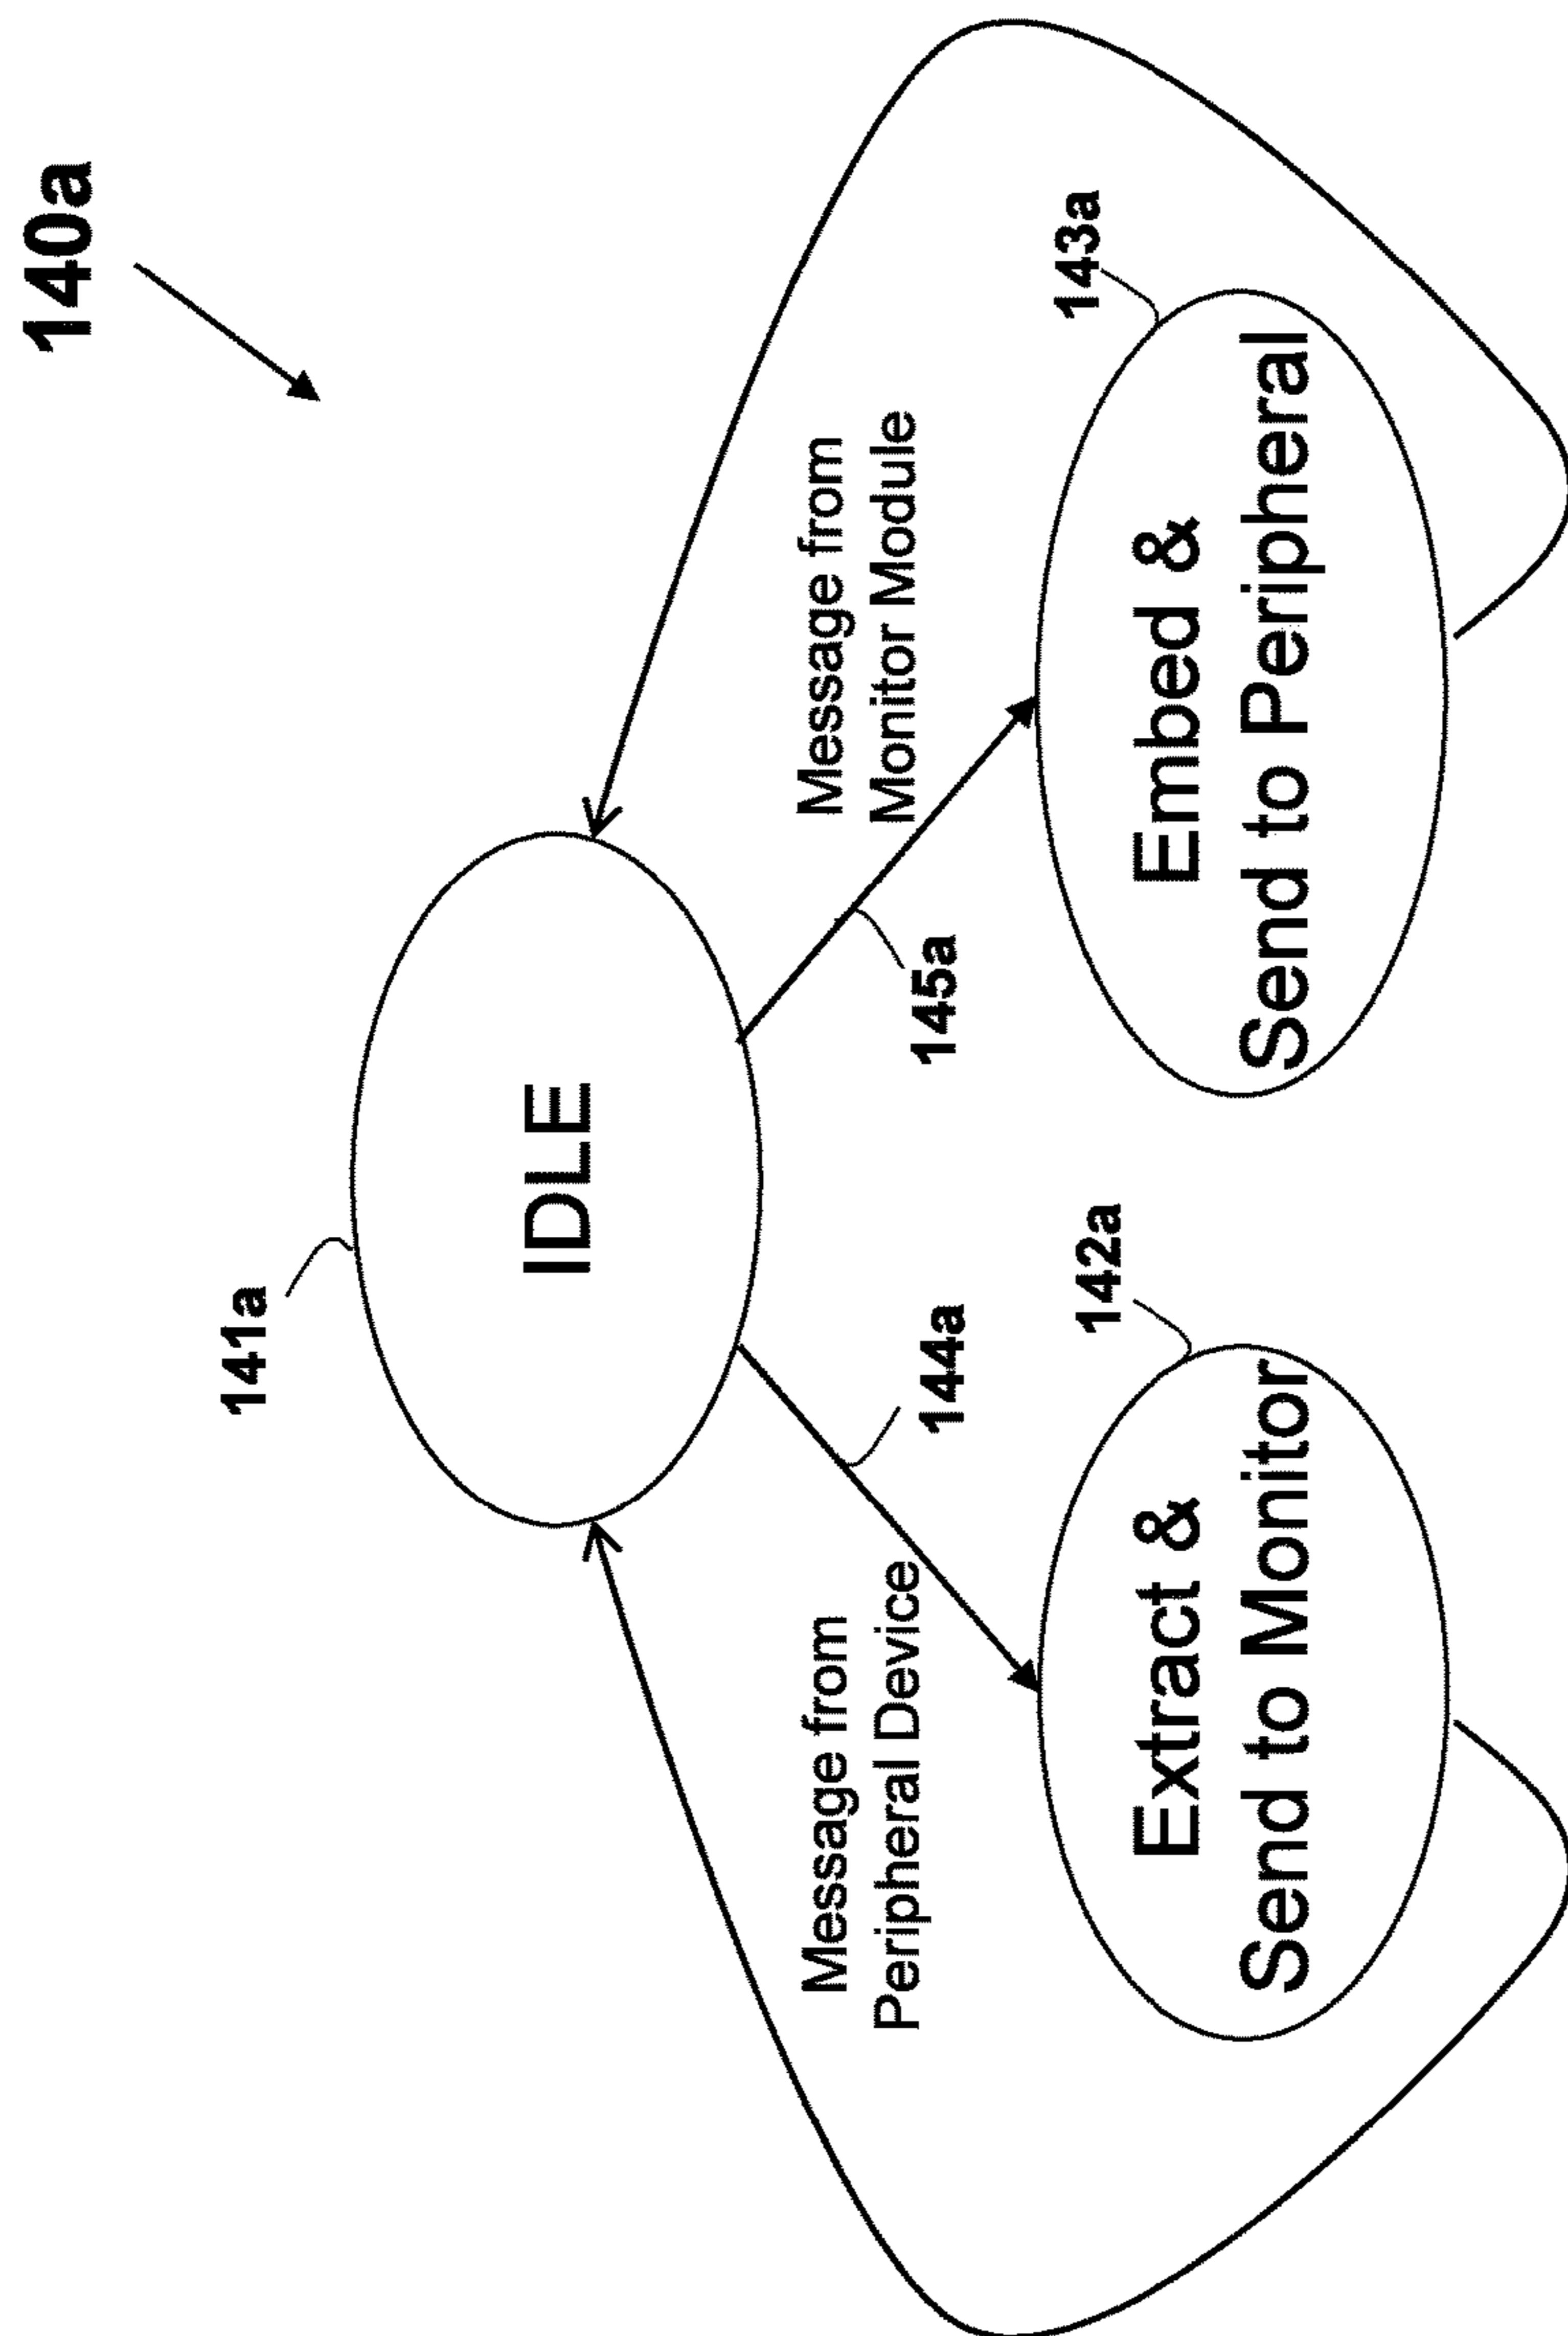 140a
141a
IDLE
Message from
Peripheral Device
144a
Message from
Monitor Module
145a
142a
Extract &
Send to Monitor
143a
Embed &
Send to Peripheral